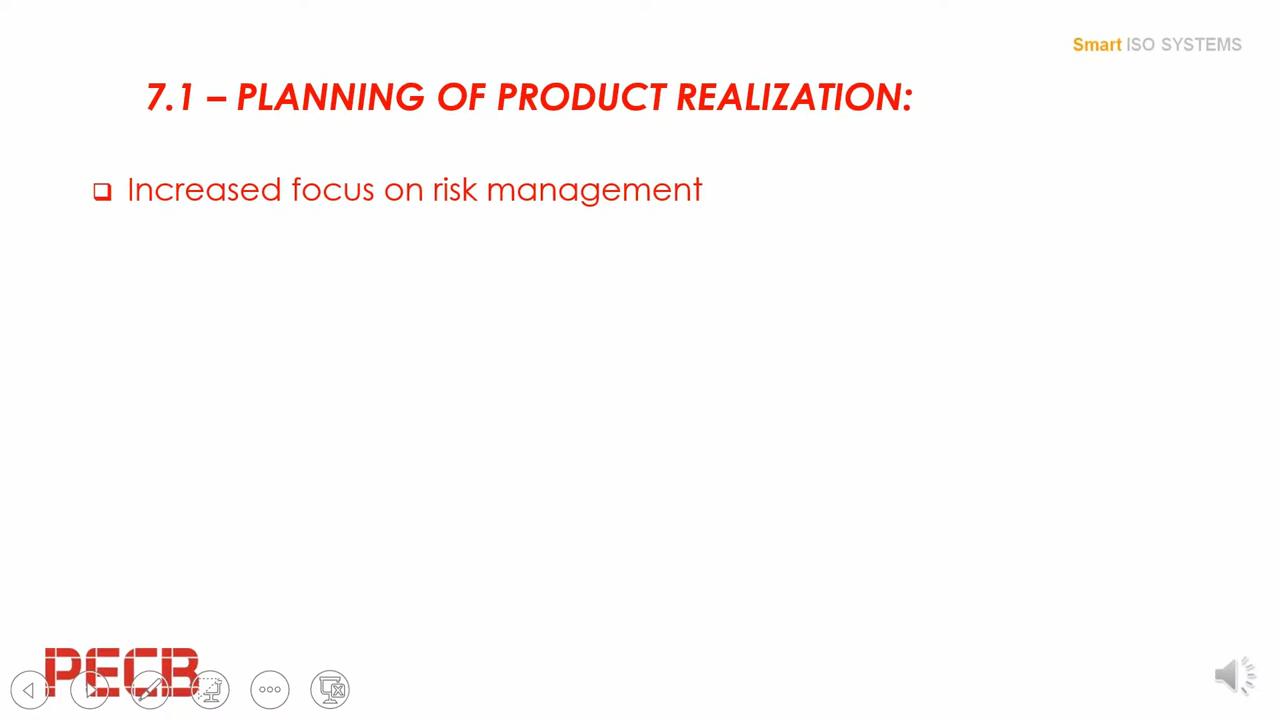 Smart ISO SYSTEMS
7.1 – PLANNING OF PRODUCT REALIZATION:
Increased focus on risk management
PECB